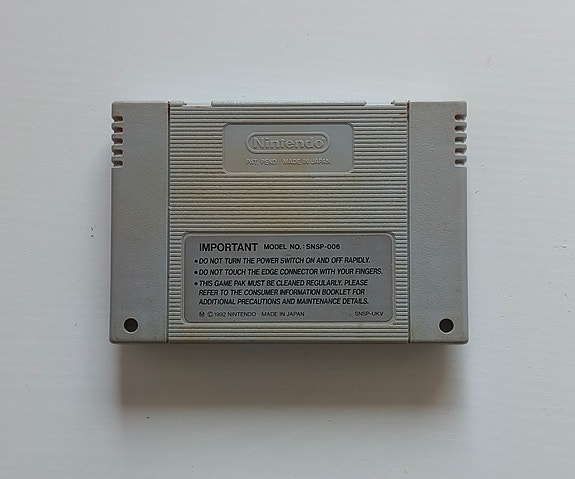 Nintendo
PAT. PEND. MADE IN JAPAN
IMPORTANT MODEL NO.: SNSP-006
• DO NOT TURN THE POWER SWITCH ON AND OFF RAPIDLY.
• DO NOT TOUCH THE EDGE CONNECTOR WITH YOUR FINGERS.
• THIS GAME PAK MUST BE CLEANED REGULARLY. PLEASE
REFER TO THE CONSUMER INFORMATION BOOKLET FOR
ADDITIONAL PRECAUTIONS AND MAINTENANCE DETAILS.
Ⓜ © 1992 NINTENDO MADE IN JAPAN SNSP-UKV